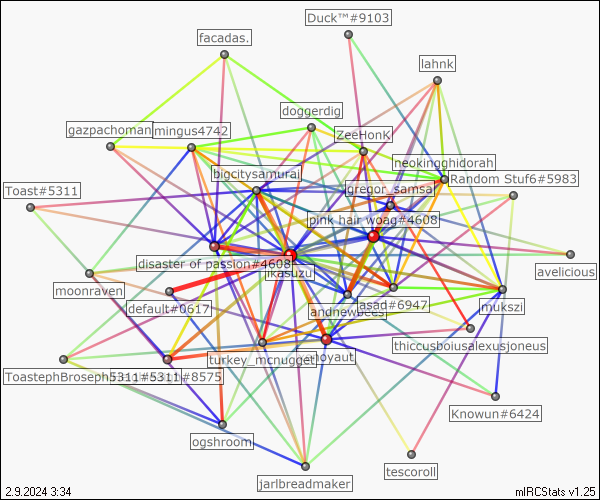 Duck™#9103
facadas.
lahnk
doggerdig
gazpachoman
mingus4742
ZeeHonK
neokingghidorah
bigcitysamurai
Random Stuf6#5983
gregor_samsa
Toast#5311
pink hair woag#4608
disaster of passion#4608
ikasuzu
avelicious
moonraven
default#0617
andnewbees
asad#6947
mukszi
thiccusboiusalexusjoneus
turkey_mcnugget
noyaut
ToastephBroseph5311#5311#8575
Knowun#6424
ogshroom
tescoroll
jarlbreadmaker
2.9.2024 3:34
mIRCStats v1.25